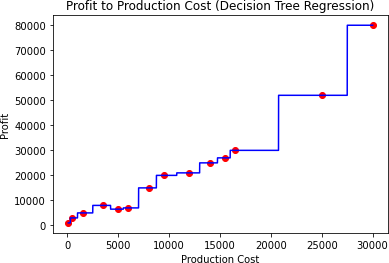 Profit to Production Cost (Decision Tree Regression)
80000
70000
60000
50000
40000
30000
20000
10000
0
Profit
0 5000 10000 15000 20000 25000 30000
Production Cost